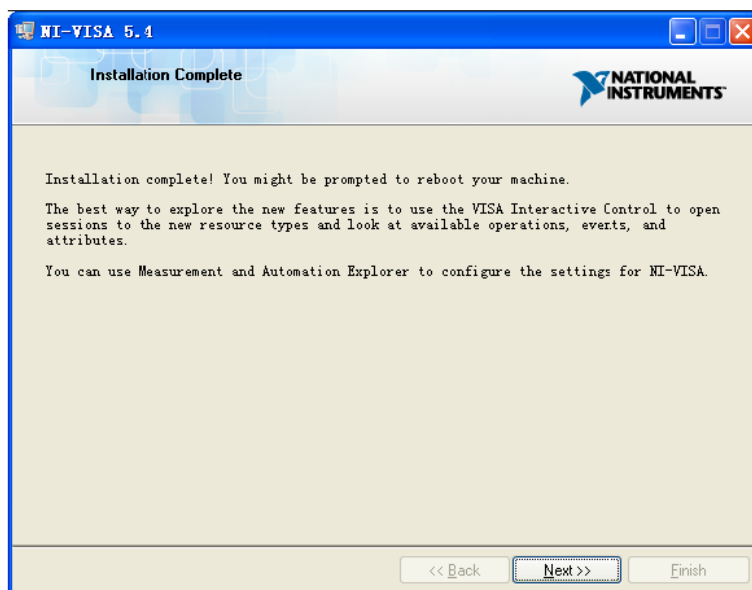 NI-VISA 5.4
Installation Complete
NATIONAL
INSTRUMENTS™
Installation complete! You might be prompted to reboot your machine.
The best way to explore the new features is to use the VISA Interactive Control to open
sessions to the new resource types and look at available operations, events, and
attributes.
You can use Measurement and Automation Explorer to configure the settings for NI-VISA.
<< Back
Next >>
Finish